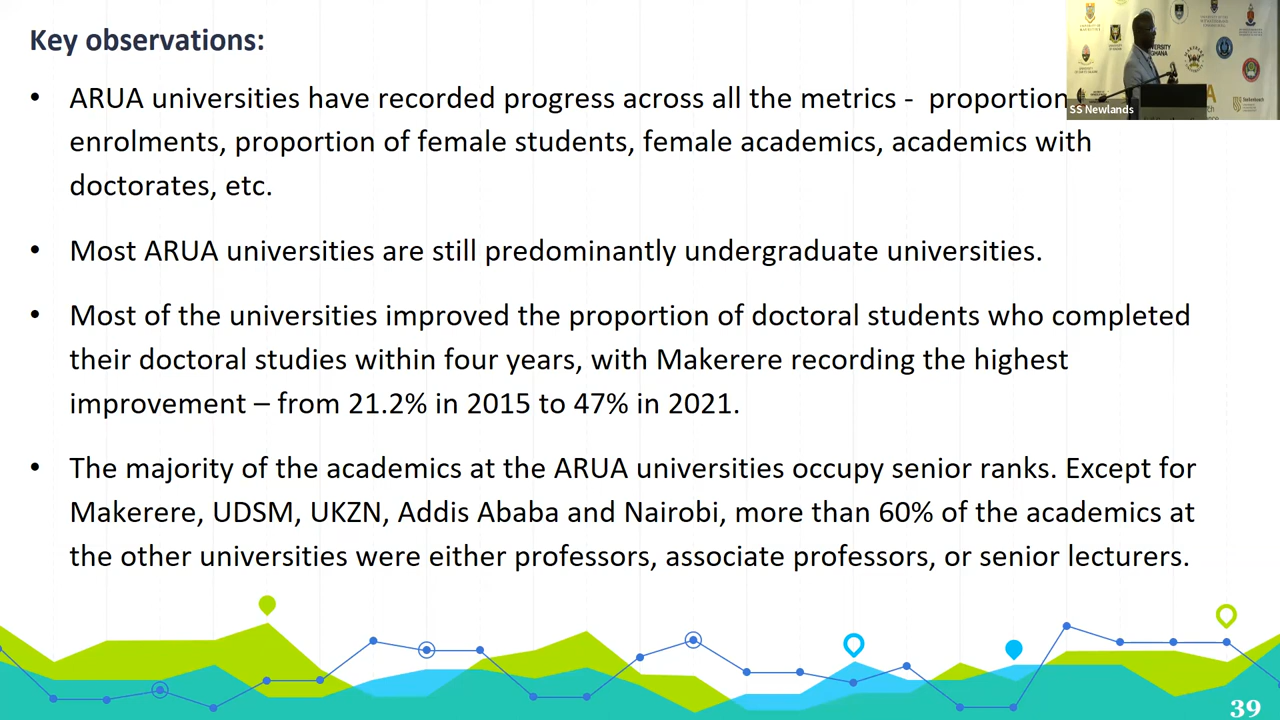 Key observations:
• ARUA universities have recorded progress across all the metrics - proportion
enrolments, proportion of female students, female academics, academics with
doctorates, etc.
• Most ARUA universities are still predominantly undergraduate universities.
• Most of the universities improved the proportion of doctoral students who completed
their doctoral studies within four years, with Makerere recording the highest
improvement – from 21.2% in 2015 to 47% in 2021.
• The majority of the academics at the ARUA universities occupy senior ranks. Except for
Makerere, UDSM, UKZN, Addis Ababa and Nairobi, more than 60% of the academics at
the other universities were either professors, associate professors, or senior lecturers.
SS Newlands
39